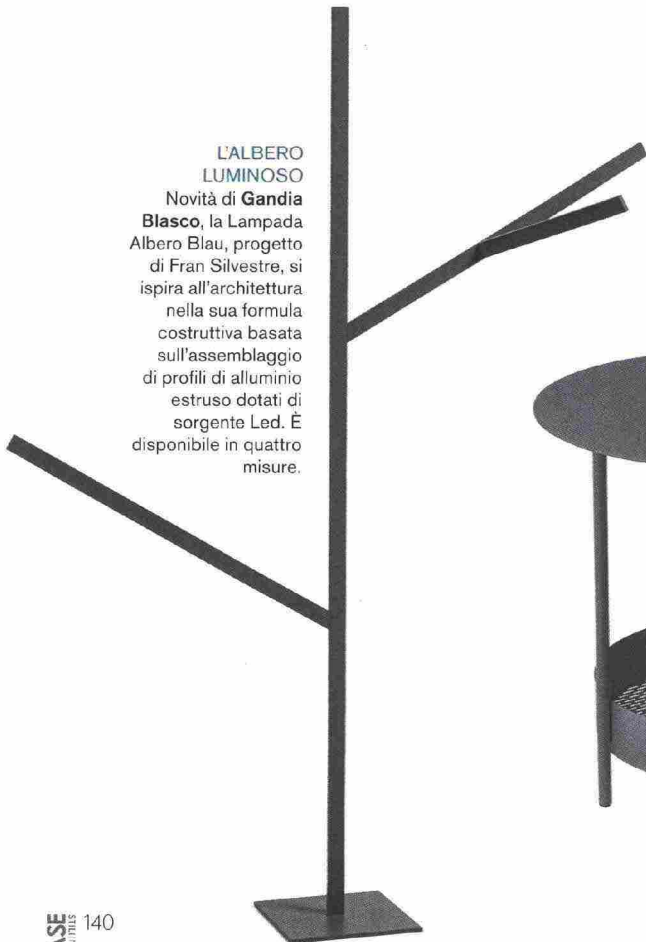 L'ALBERO
LUMINOSO
Novità di Gandia
Blasco, la Lampada
Albero Blau, progetto
di Fran Silvestre, si
ispira all'architettura
nella sua formula
costruttiva basata
sull'assemblaggio
di profili di alluminio
estruso dotati di
sorgente Led. È
disponibile in quattro
misure.
140